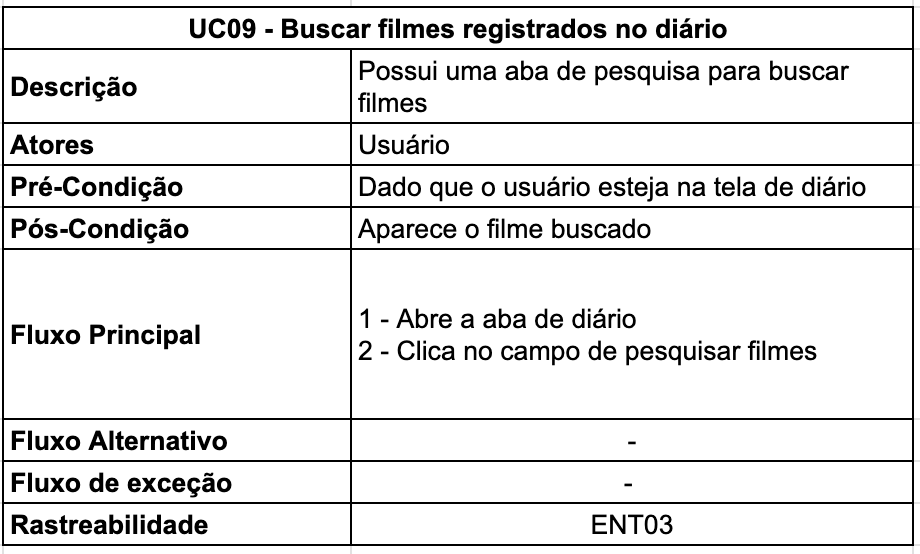 UC09 - Buscar filmes registrados no diário
Descrição
Possui uma aba de pesquisa para buscar
filmes
Atores
Usuário
Pré-Condição
Dado que o usuário esteja na tela de diário
Pós-Condição
Aparece o filme buscado
Fluxo Principal
1 - Abre a aba de diário
2 - Clica no campo de pesquisar filmes
Fluxo Alternativo
-
Fluxo de exceção
-
Rastreabilidade
ENT03